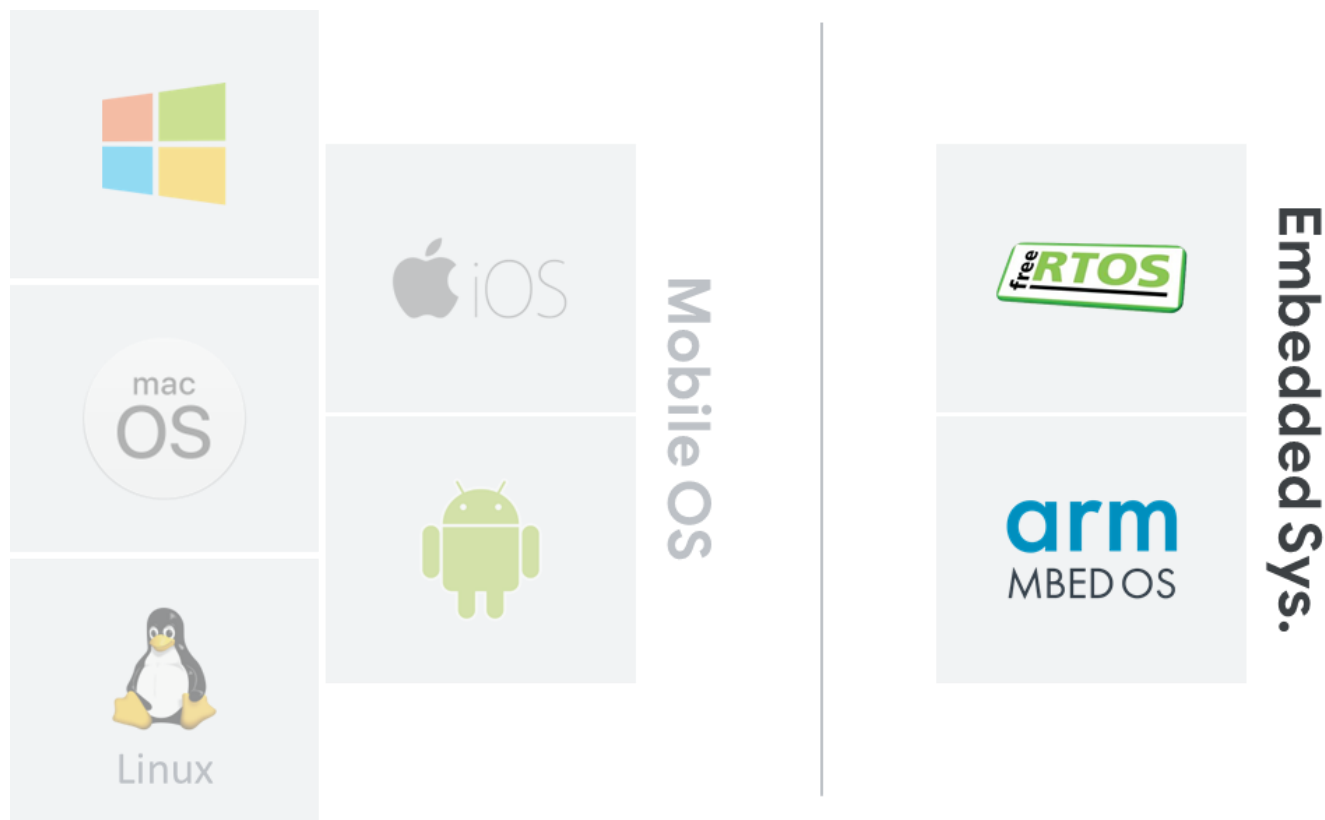 mac
OS
Linux
iOS
Mobile OS
free
RTOS
arm
MBED OS
Embedded Sys.